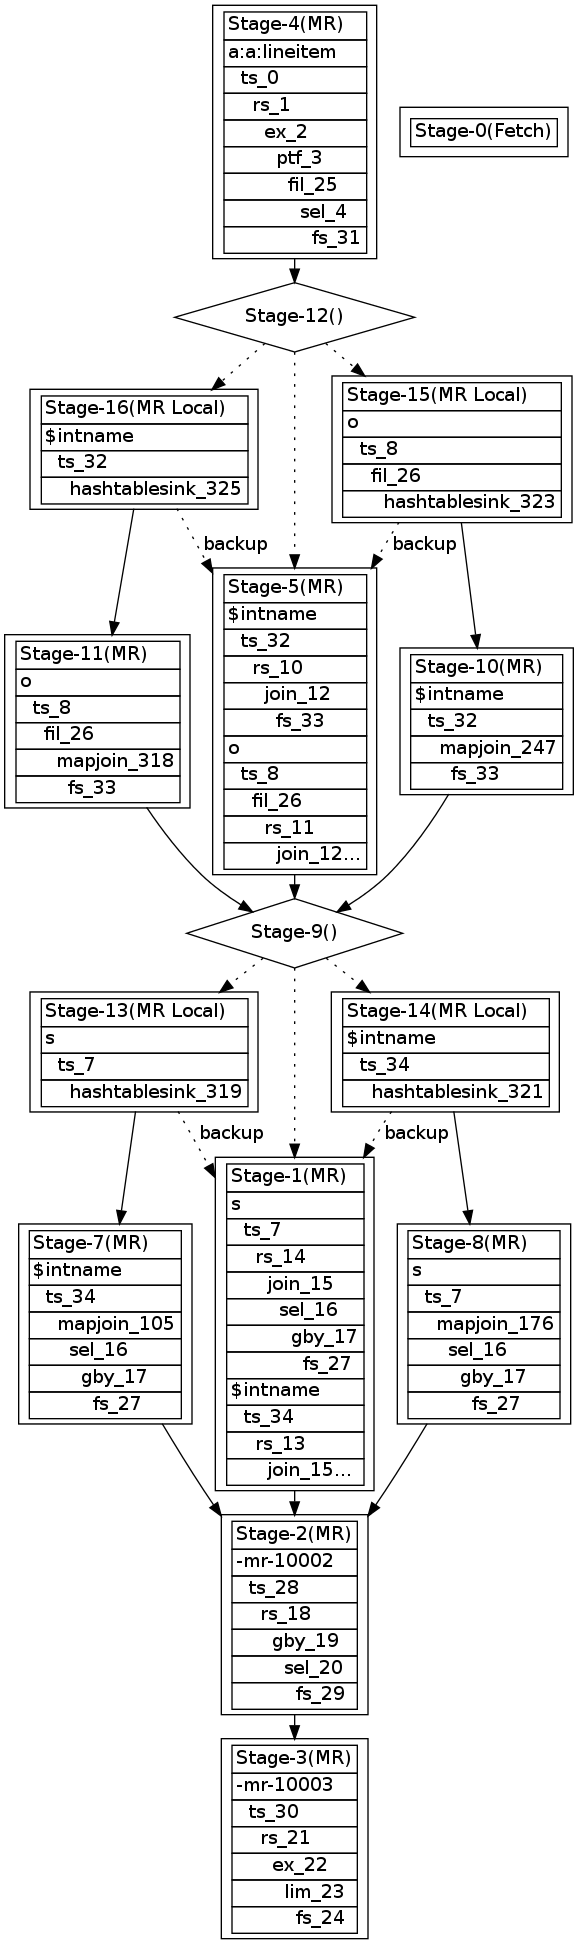 Stage-4(MR)
a:a:lineitem
ts_0
rs_1
ex_2
ptf_3
fil_25
sel_4
fs_31
Stage-0(Fetch)
Stage-12()
Stage-16(MR Local)
$intname
ts_32
hashtablesink_325
Stage-15(MR Local)
o
ts_8
fil_26
hashtablesink_323
backup
backup
Stage-11(MR)
o
ts_8
fil_26
mapjoin_318
fs_33
Stage-5(MR)
$intname
ts_32
rs_10
join_12
fs_33
o
ts_8
fil_26
rs_11
join_12...
Stage-10(MR)
$intname
ts_32
mapjoin_247
fs_33
Stage-9()
Stage-13(MR Local)
s
ts_7
hashtablesink_319
Stage-14(MR Local)
$intname
ts_34
hashtablesink_321
backup
backup
Stage-7(MR)
$intname
ts_34
mapjoin_105
sel_16
gby_17
fs_27
Stage-1(MR)
s
ts_7
rs_14
join_15
sel_16
gby_17
fs_27
$intname
ts_34
rs_13
join_15...
Stage-8(MR)
s
ts_7
mapjoin_176
sel_16
gby_17
fs_27
Stage-2(MR)
-mr-10002
ts_28
rs_18
gby_19
sel_20
fs_29
Stage-3(MR)
-mr-10003
ts_30
rs_21
ex_22
lim_23
fs_24